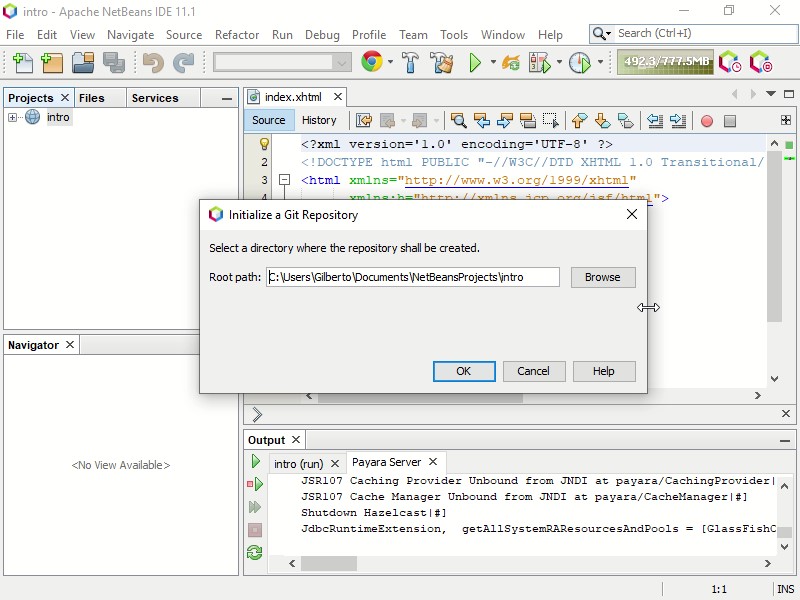 intro - Apache NetBeans IDE 11.1
File Edit View Navigate Source Refactor Run Debug Profile Team Tools Window Help
Search (Ctrl+I)
492.3/777.5MB
Projects Files Services
intro
index.xhtml
Source History
1 <?xml version='1.0' encoding='UTF-8' ?>
2 <!DOCTYPE html PUBLIC "-//W3C//DTD XHTML 1.0 Transitional/
3 <html xmlns="http://www.w3.org/1999/xhtml"
4 xmlns:h="http://xmlns.jcp.org/jsf/html">
Initialize a Git Repository
Select a directory where the repository shall be created.
Root path: C:\Users\Gilberto\Documents\NetBeansProjects\intro Browse
OK Cancel Help
Navigator
<No View Available>
Output
intro (run) Payara Server
JSR107 Caching Provider Unbound from JNDI at payara/CachingProvider|
JSR107 Cache Manager Unbound from JNDI at payara/CacheManager|#]
Shutdown Hazelcast|#]
JdbcRuntimeExtension, getAllSystemRAResourcesAndPools = [GlassFishC
1:1 INS